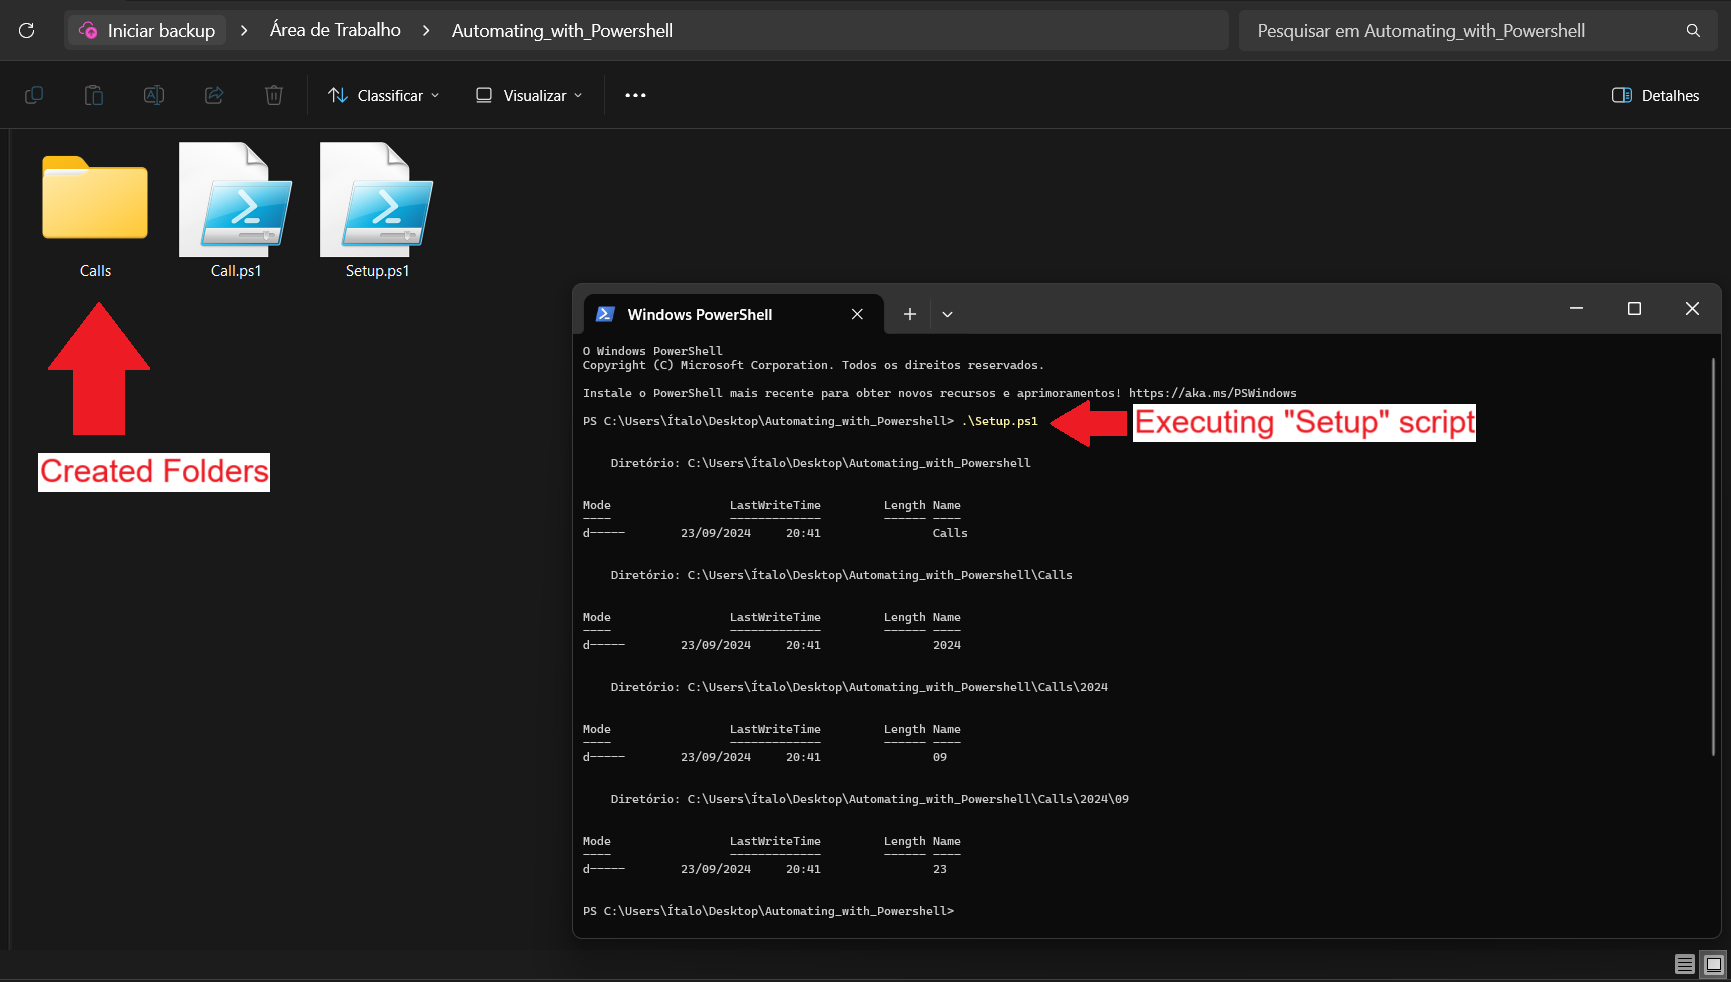 Iniciar backup > Área de Trabalho > Automating_with_Powershell
Pesquisar em Automating_with_Powershell
Classificar
Visualizar
Detalhes
Calls
Call.ps1
Setup.ps1
Created Folders
Windows PowerShell
O Windows PowerShell
Copyright (C) Microsoft Corporation. Todos os direitos reservados.
Instale o PowerShell mais recente para obter novos recursos e aprimoramentos! https://aka.ms/PSWindows
PS C:\Users\Ítalo\Desktop\Automating_with_Powershell> .\Setup.ps1
Executing "Setup" script
Diretório: C:\Users\Ítalo\Desktop\Automating_with_Powershell
Mode LastWriteTime Length Name
---- ------------- ------ ----
d----- 23/09/2024 20:41 Calls
Diretório: C:\Users\Ítalo\Desktop\Automating_with_Powershell\Calls
Mode LastWriteTime Length Name
---- ------------- ------ ----
d----- 23/09/2024 20:41 2024
Diretório: C:\Users\Ítalo\Desktop\Automating_with_Powershell\Calls\2024
Mode LastWriteTime Length Name
---- ------------- ------ ----
d----- 23/09/2024 20:41 09
Diretório: C:\Users\Ítalo\Desktop\Automating_with_Powershell\Calls\2024\09
Mode LastWriteTime Length Name
---- ------------- ------ ----
d----- 23/09/2024 20:41 23
PS C:\Users\Ítalo\Desktop\Automating_with_Powershell>